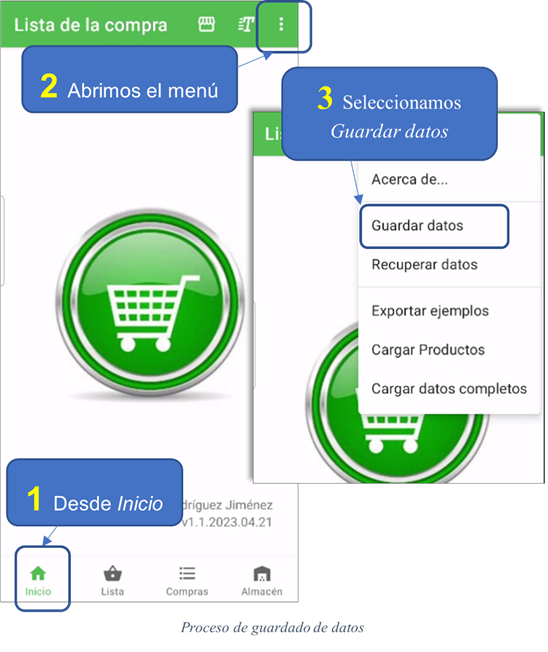 Lista de la compra
2 Abrimos el menú
3 Seleccionamos
Guardar datos
Li
Acerca de...
Guardar datos
Recuperar datos
Exportar ejemplos
Cargar Productos
Cargar datos completos
1 Desde Inicio
Jiménez
v1.1.2023.04.21
Inicio
Lista
Compras
Almacén
Proceso de guardado de datos